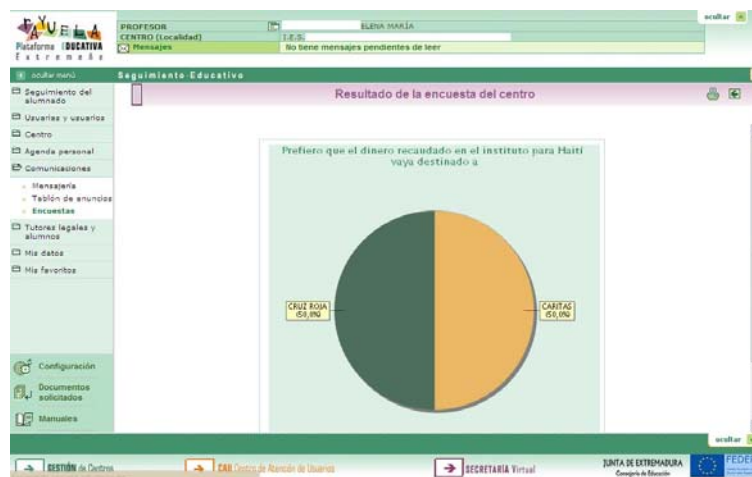 ocultar
RAYUELA
Plataforma EDUCATIVA
Extremeña
PROFESOR
ELENA MARÍA
CENTRO (Localidad)
I.E.S.
Mensajes
No tiene mensajes pendientes de leer
ocultar menú
Seguimiento Educativo
Seguimiento del
alumnado
Usuarias y usuarios
Centro
Agenda personal
Comunicaciones
Mensajería
Tablón de anuncios
Encuestas
Tutores legales y
alumnos
Mis datos
Mis favoritos
Configuración
Documentos
solicitados
Manuales
Resultado de la encuesta del centro
Prefiero que el dinero recaudado en el instituto para Haití
vaya destinado a
CRUZ ROJA
(50,0%)
CARITAS
(50,0%)
ocultar
GESTIÓN de Centros
CAU Centro de Atención de Usuarios
SECRETARÍA Virtual
JUNTA DE EXTREMADURA
Consejería de Educación
FEDER